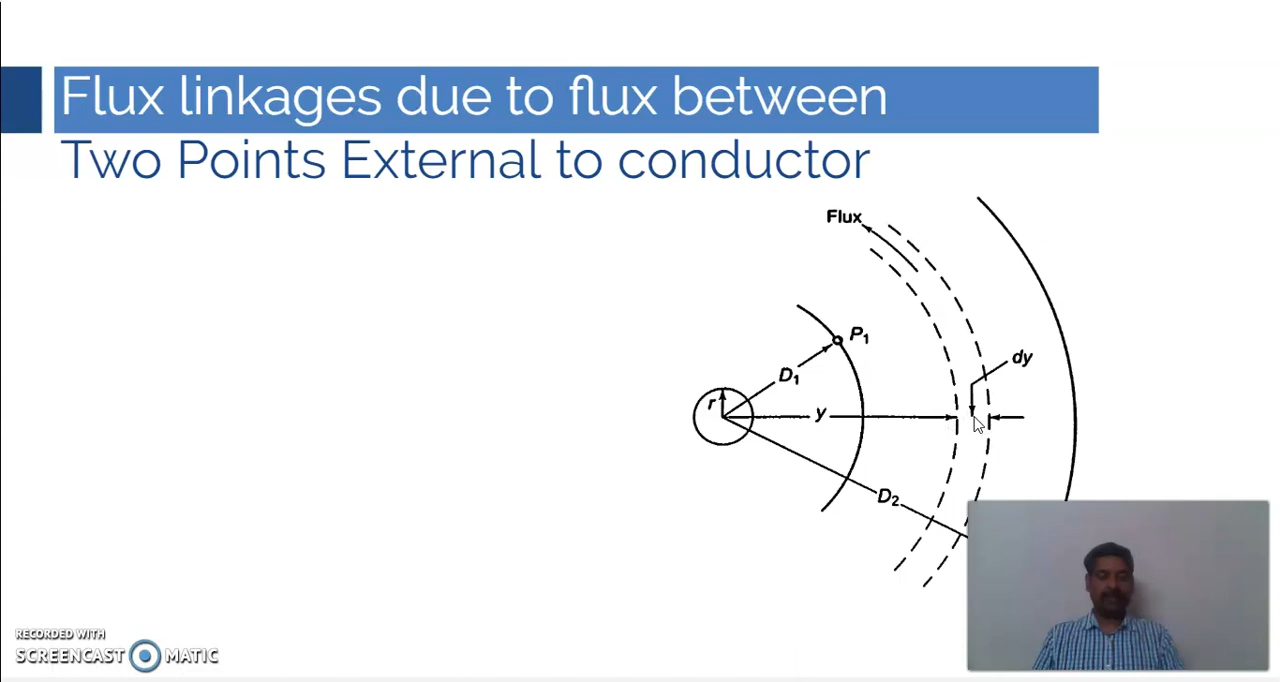 Flux linkages due to flux between
Two Points External to conductor
Flux
P1
dy
D1
r
y
D2
RECORDED WITH
SCREENCAST MATIC